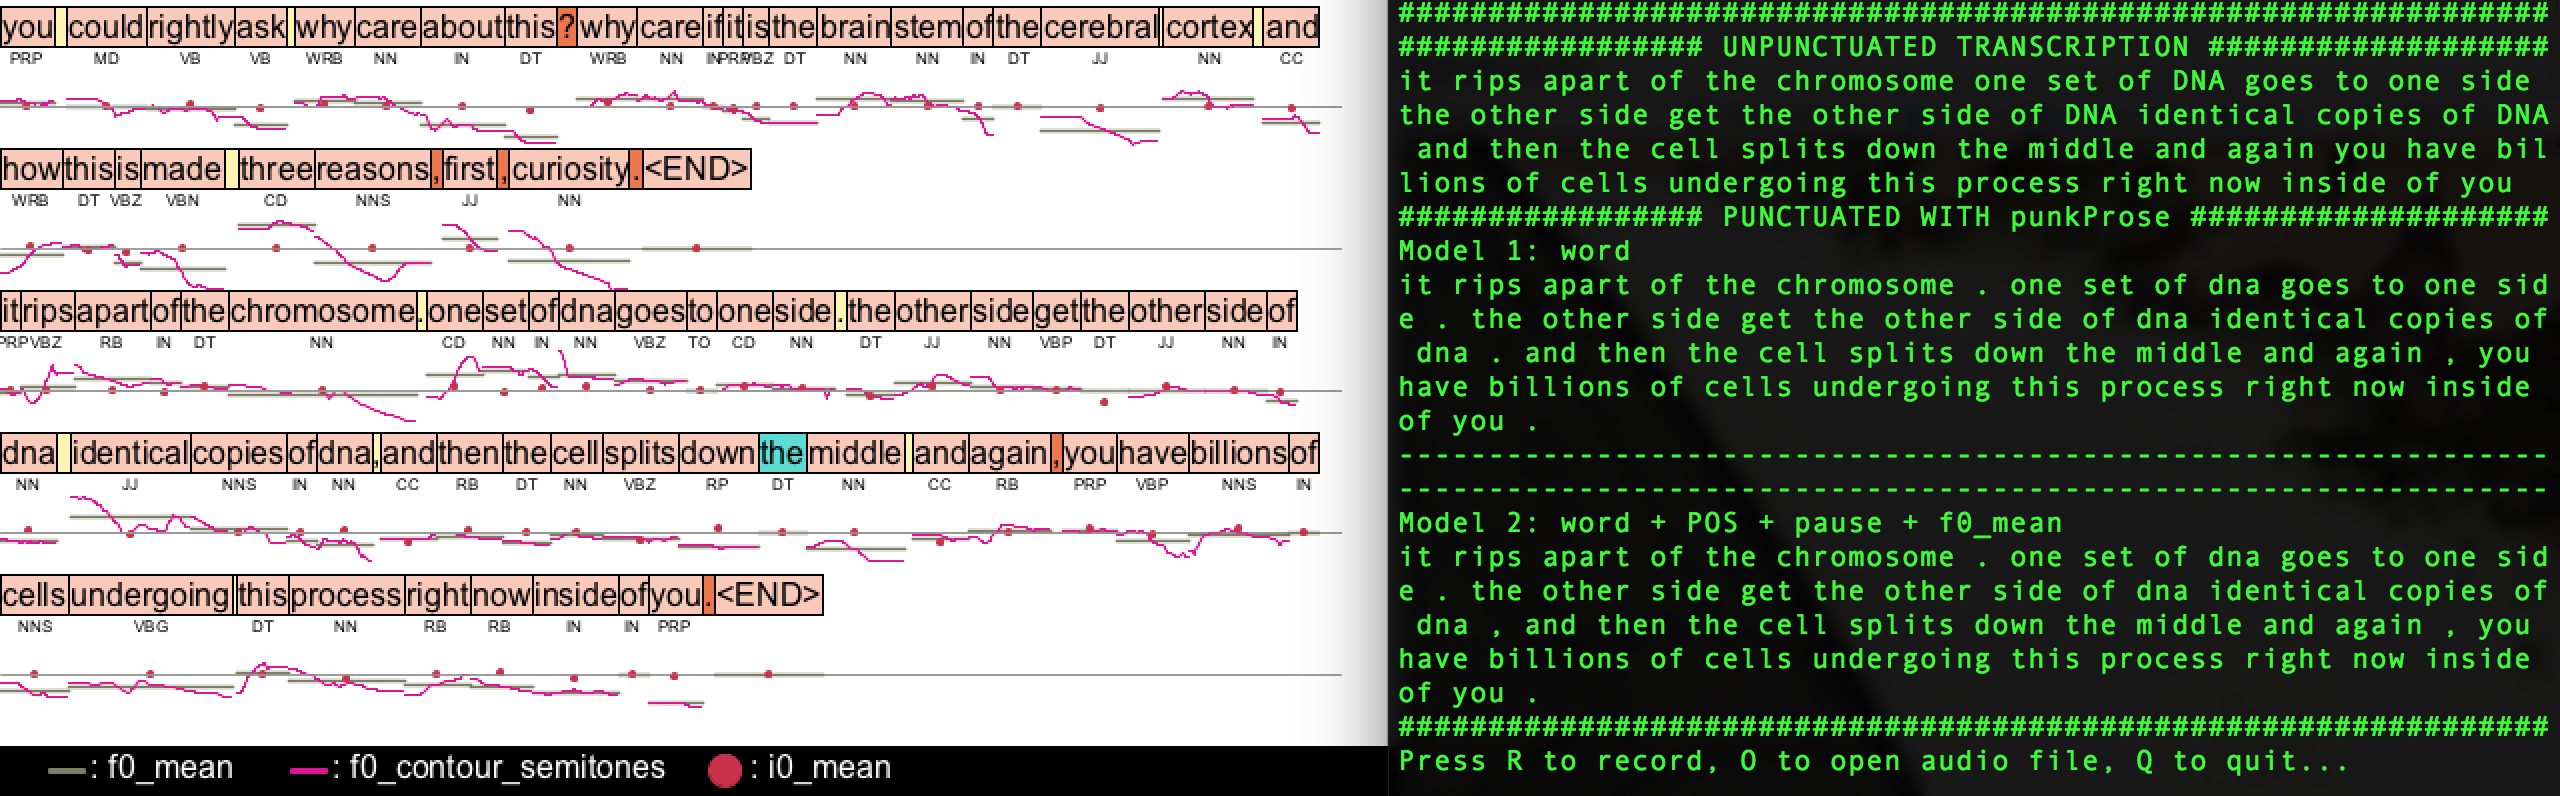 you could rightly ask why care about this ? why care if it is the brain stem of the cerebral cortex and
PRP MD VB VB WRB NN IN DT WRB NN IN PRP VBZ DT NN NN IN DT JJ NN CC
how this is made three reasons , first , curiosity . <END>
WRB DT VBZ VBN CD NNS JJ NN
it rips apart of the chromosome . one set of dna goes to one side . the other side get the other side of
PRP VBZ RB IN DT NN CD NN IN NN VBZ TO CD NN DT JJ NN VBP DT JJ NN IN
dna identical copies of dna , and then the cell splits down the middle and again , you have billions of
NN JJ NNS IN NN CC RB DT NN VBZ RP DT NN CC RB PRP VBP NNS IN
cells undergoing this process right now inside of you . <END>
NNS VBG DT NN RB RB IN IN PRP
: f0_mean : f0_contour_semitones : i0_mean
################################################################
################# UNPUNCTUATED TRANSCRIPTION ###################
it rips apart of the chromosome one set of DNA goes to one side
the other side get the other side of DNA identical copies of DNA
and then the cell splits down the middle and again you have bil
lions of cells undergoing this process right now inside of you
################# PUNCTUATED WITH punkProse ####################
Model 1: word
it rips apart of the chromosome . one set of dna goes to one sid
e . the other side get the other side of dna identical copies of
dna . and then the cell splits down the middle and again , you
have billions of cells undergoing this process right now inside
of you .
----------------------------------------------------------------
----------------------------------------------------------------
Model 2: word + POS + pause + f0_mean
it rips apart of the chromosome . one set of dna goes to one sid
e . the other side get the other side of dna identical copies of
dna , and then the cell splits down the middle and again , you
have billions of cells undergoing this process right now inside
of you .
################################################################
Press R to record, O to open audio file, Q to quit...